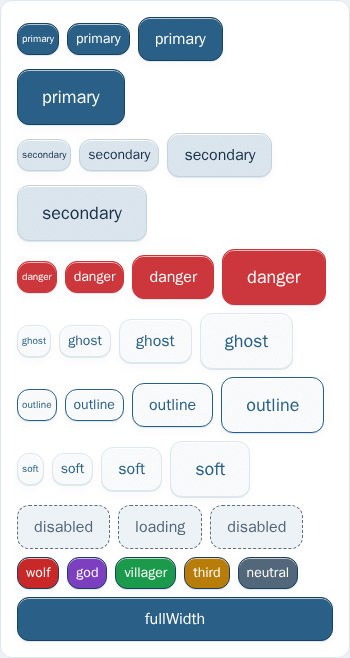 primary primary primary
primary
secondary secondary secondary
secondary
danger danger danger danger
ghost ghost ghost ghost
outline outline outline outline
soft soft soft soft
disabled loading disabled
wolf god villager third neutral
fullWidth